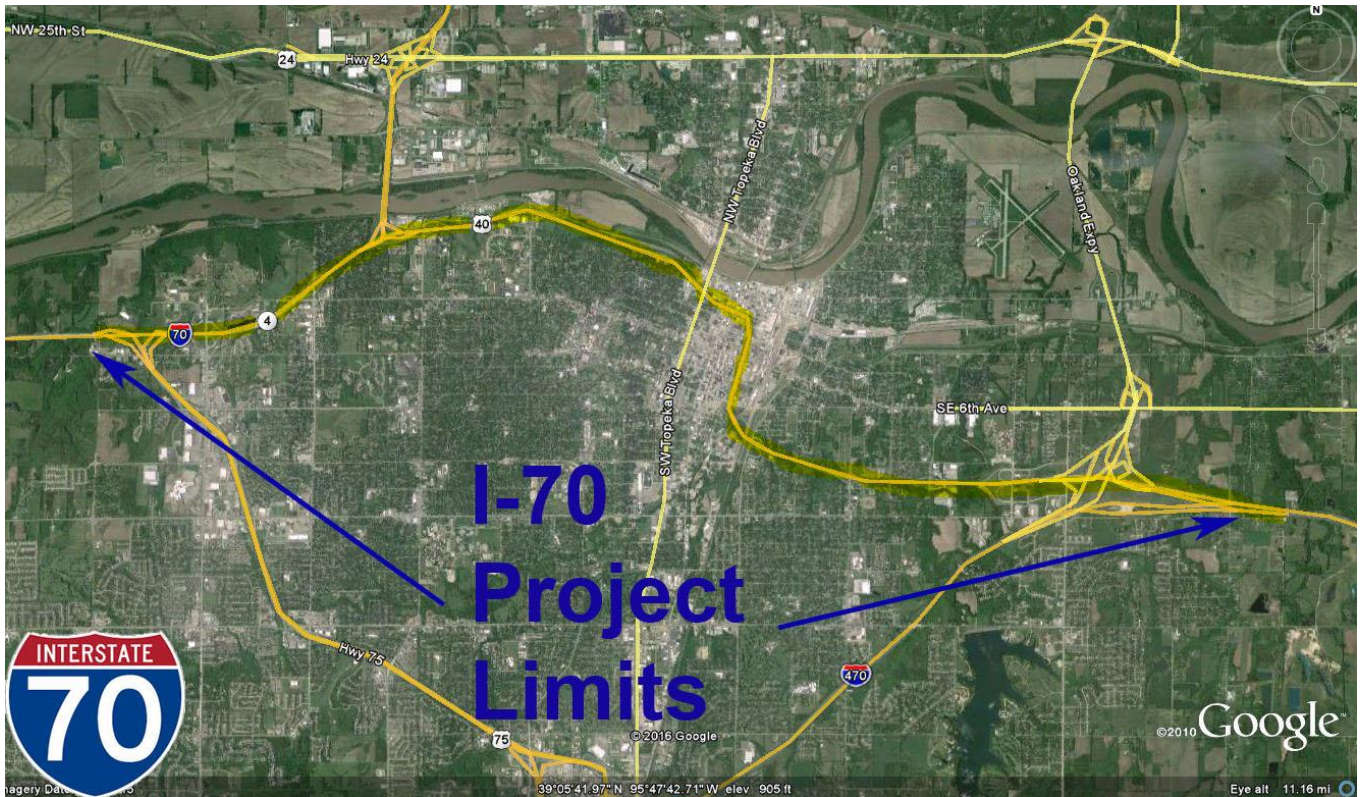 N
NW 25th St
24
Hwy 24
NW Topeka Blvd
Oakland Expy
40
4
70
SE 6th Ave
SW Topeka Blvd
I-70
Project
Limits
INTERSTATE
70
Hwy 75
75
470
© 2016 Google
©2010 Google
39°05'41.97" N 95°47'42.71" W elev 905 ft
Eye alt 11.16 mi